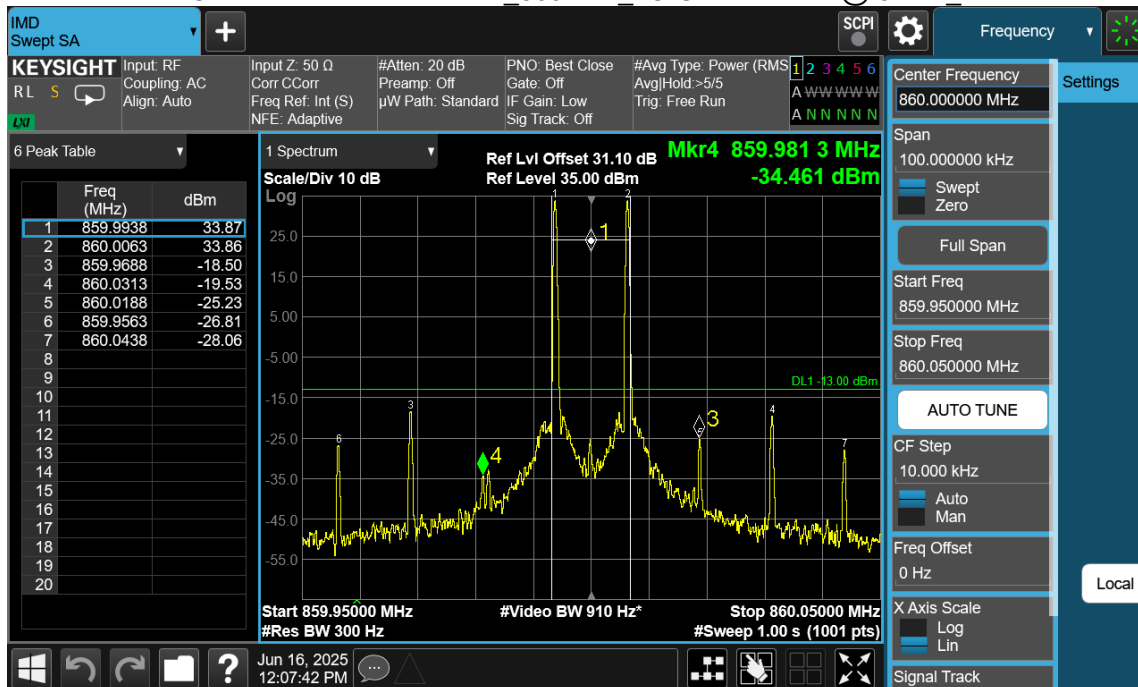 IMD
Swept SA
+
SCPI
Frequency
KEYSIGHT
R L S
LXI
Input: RF
Coupling: AC
Align: Auto
Input Z: 50 Ω
Corr CCorr
Freq Ref: Int (S)
NFE: Adaptive
#Atten: 20 dB
Preamp: Off
µW Path: Standard
PNO: Best Close
Gate: Off
IF Gain: Low
Sig Track: Off
#Avg Type: Power (RMS
Avg|Hold:>5/5
Trig: Free Run
1 2 3 4 5 6
A W W W W W
A N N N N N
6 Peak Table
Freq (MHz) dBm
1 859.9938 33.87
2 860.0063 33.86
3 859.9688 -18.50
4 860.0313 -19.53
5 860.0188 -25.23
6 859.9563 -26.81
7 860.0438 -28.06
8
9
10
11
12
13
14
15
16
17
18
19
20
1 Spectrum
Scale/Div 10 dB
Ref Lvl Offset 31.10 dB
Ref Level 35.00 dBm
Mkr4 859.981 3 MHz
-34.461 dBm
Log
25.0
15.0
5.00
-5.00
-15.0
-25.0
-35.0
-45.0
-55.0
1
2
1
DL1 -13.00 dBm
3
4
3
6
4
7
Start 859.95000 MHz
#Video BW 910 Hz*
Stop 860.05000 MHz
#Res BW 300 Hz
#Sweep 1.00 s (1001 pts)
Center Frequency
860.000000 MHz
Settings
Span
100.000000 kHz
Swept
Zero
Full Span
Start Freq
859.950000 MHz
Stop Freq
860.050000 MHz
AUTO TUNE
CF Step
10.000 kHz
Auto
Man
Freq Offset
0 Hz
Local
X Axis Scale
Log
Lin
Signal Track
?
Jun 16, 2025
12:07:42 PM